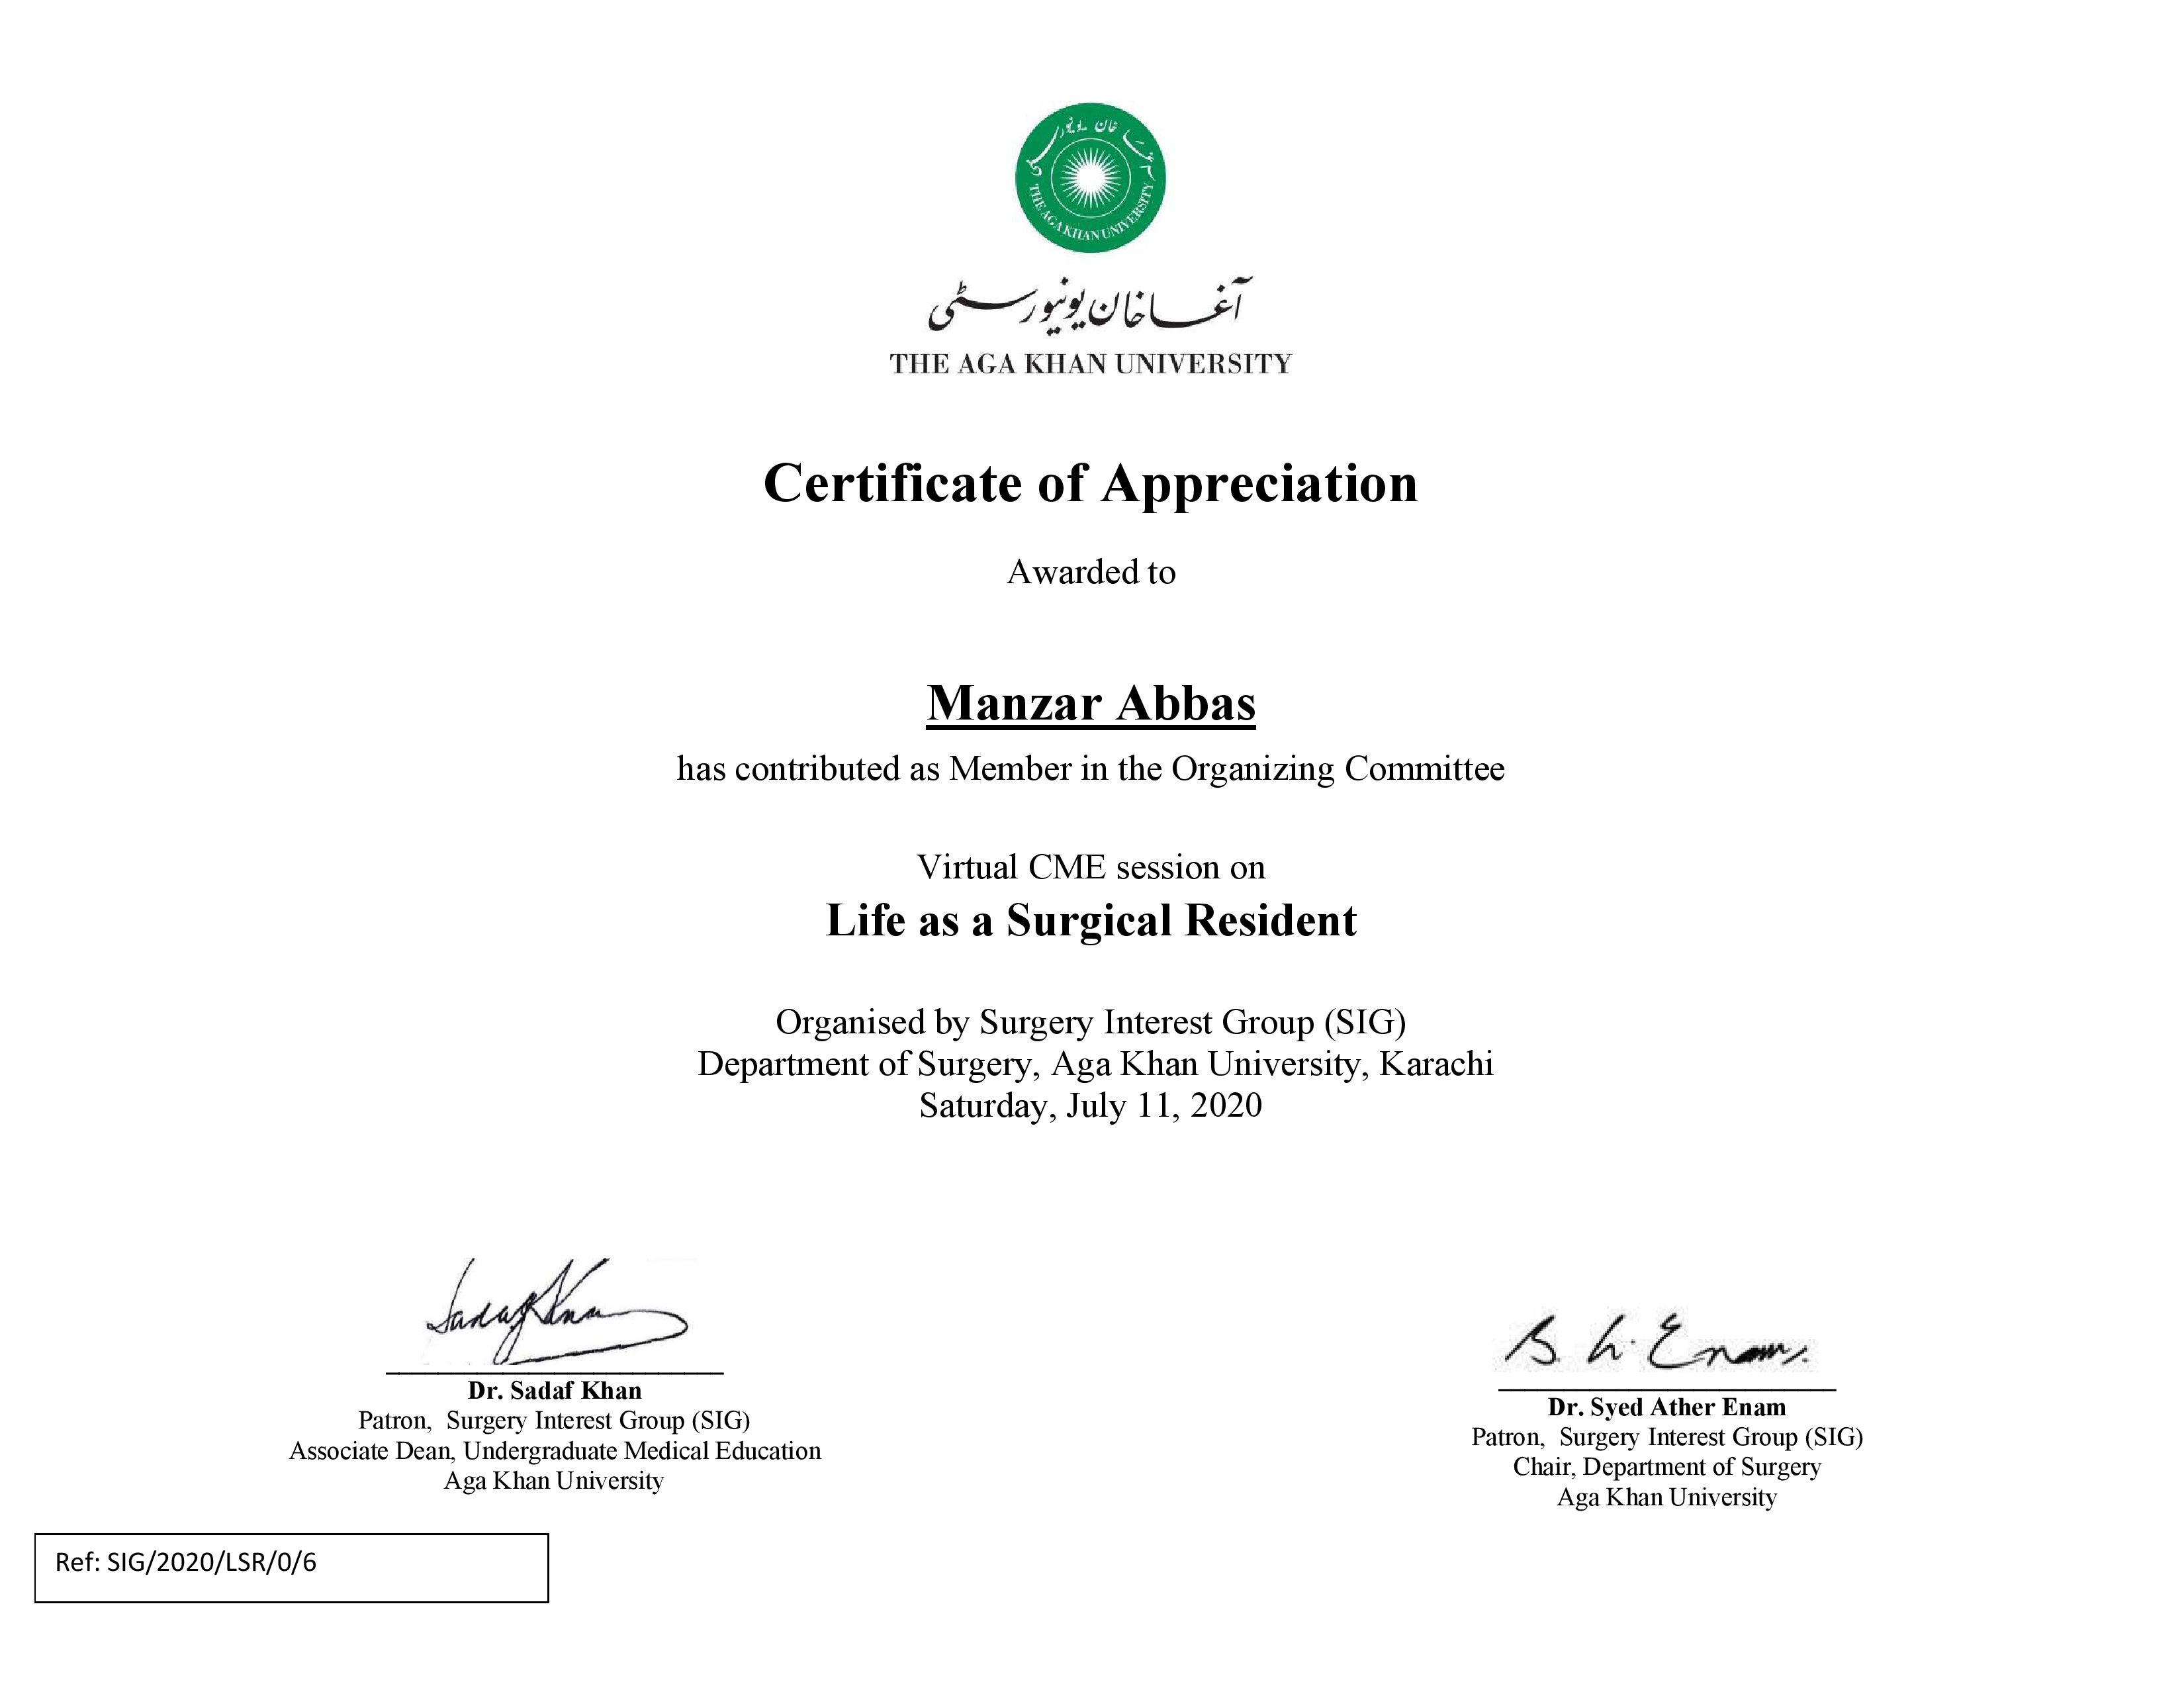 آغا خان یونیورسٹی
THE AGA KHAN UNIVERSITY
آغا خان یونیورسٹی
THE AGA KHAN UNIVERSITY
Certificate of Appreciation
Awarded to
Manzar Abbas
has contributed as Member in the Organizing Committee
Virtual CME session on
Life as a Surgical Resident
Organised by Surgery Interest Group (SIG)
Department of Surgery, Aga Khan University, Karachi
Saturday, July 11, 2020
Sadaf Khan
Dr. Sadaf Khan
Patron, Surgery Interest Group (SIG)
Associate Dean, Undergraduate Medical Education
Aga Khan University
Enam
Dr. Syed Ather Enam
Patron, Surgery Interest Group (SIG)
Chair, Department of Surgery
Aga Khan University
Ref: SIG/2020/LSR/0/6